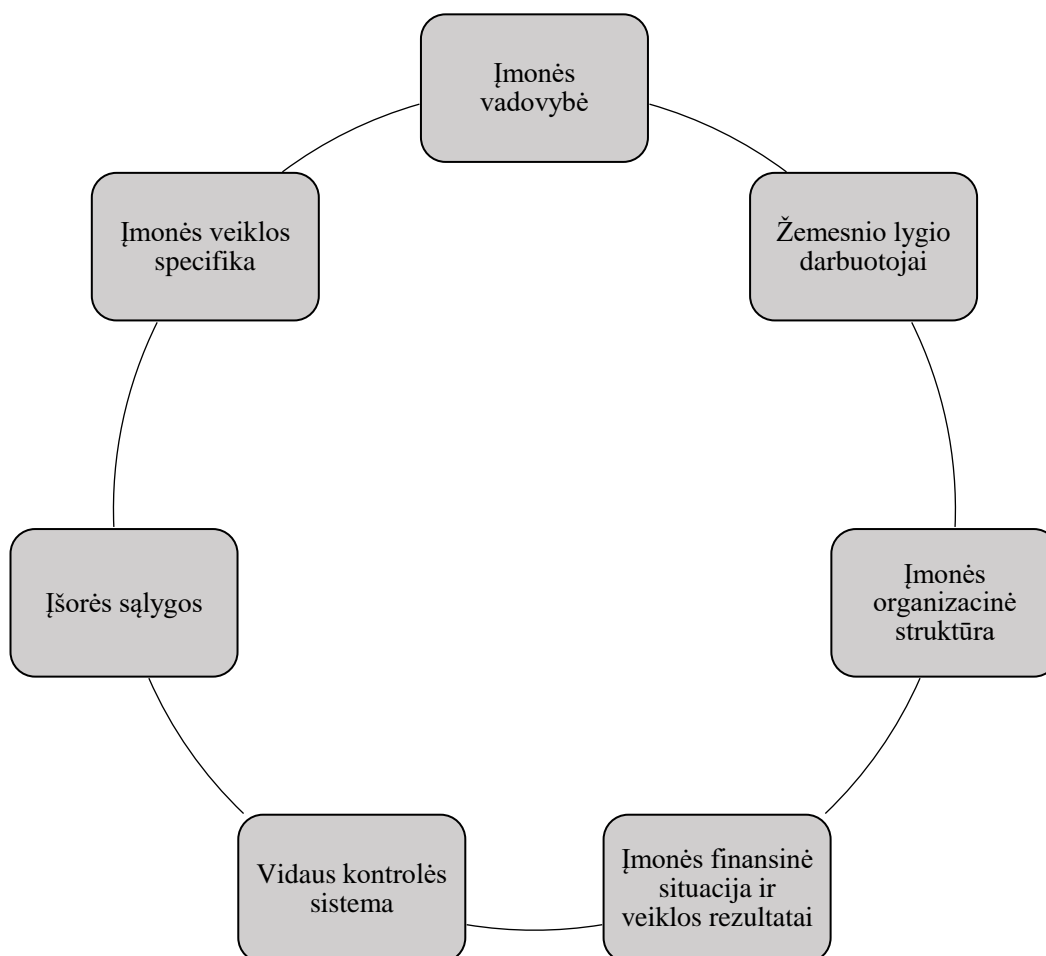 Įmonės
vadovybė
Žemesnio lygio
darbuotojai
Įmonės
organizacinė
struktūra
Įmonės finansinė
situacija ir
veiklos rezultatai
Vidaus kontrolės
sistema
Įšorės sąlygos
Įmonės veiklos
specifika